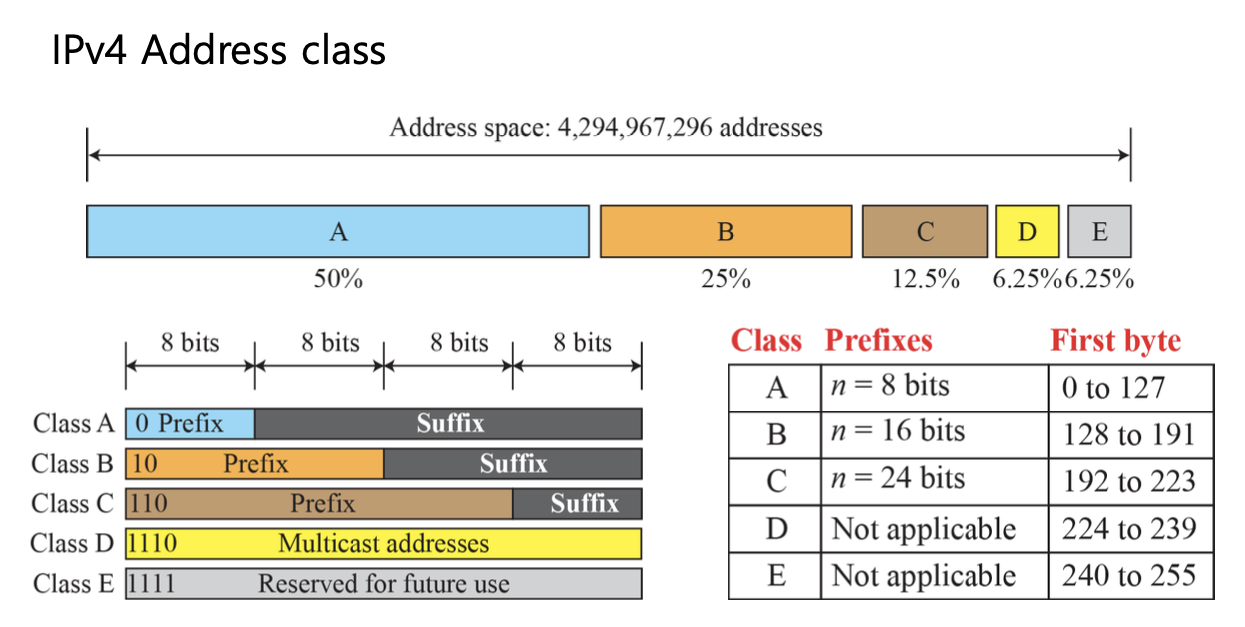 IPv4 Address class
Address space: 4,294,967,296 addresses
A B C D E
50% 25% 12.5% 6.25% 6.25%
8 bits 8 bits 8 bits 8 bits
Class A 0 Prefix Suffix
Class B 10 Prefix Suffix
Class C 110 Prefix Suffix
Class D 1110 Multicast addresses
Class E 1111 Reserved for future use
Class Prefixes First byte
A n = 8 bits 0 to 127
B n = 16 bits 128 to 191
C n = 24 bits 192 to 223
D Not applicable 224 to 239
E Not applicable 240 to 255